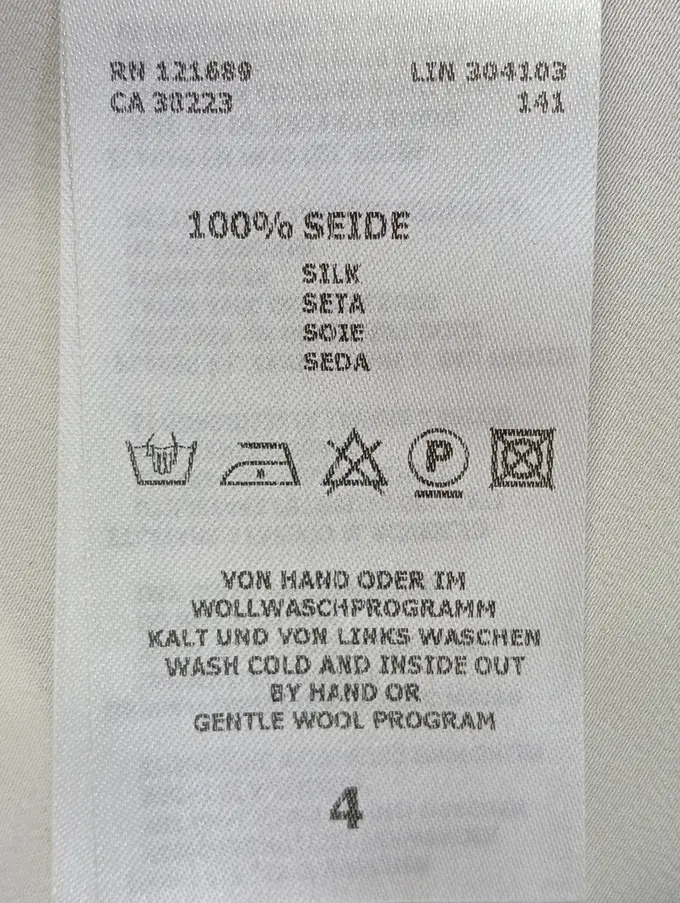 RN 121689
LIN 304103
CA 30223
141
100% SEIDE
SILK
SETA
SOIE
SEDA
P
VON HAND ODER IM
WOLLWASCHPROGRAMM
KALT UND VON LINKS WASCHEN
WASH COLD AND INSIDE OUT
BY HAND OR
GENTLE WOOL PROGRAM
4